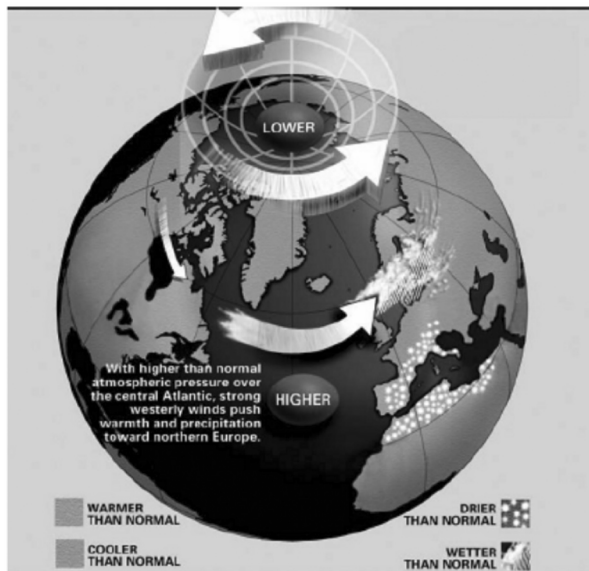 LOWER
With higher than normal
atmospheric pressure over
the central Atlantic, strong
westerly winds push
warmth and precipitation
toward northern Europe.
HIGHER
WARMER
THAN NORMAL
COOLER
THAN NORMAL
DRIER
THAN NORMAL
WETTER
THAN NORMAL